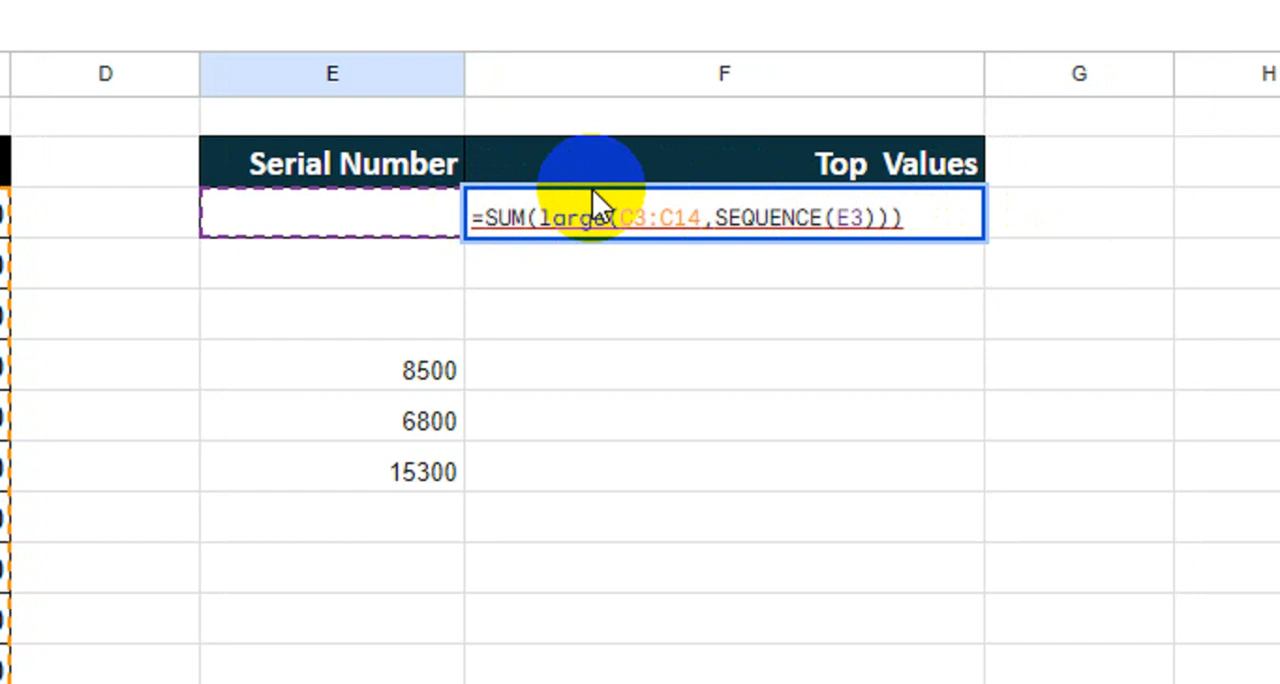 D E F G H
Serial Number Top Values
=SUM(large(C3:C14,SEQUENCE(E3)))
8500
6800
15300